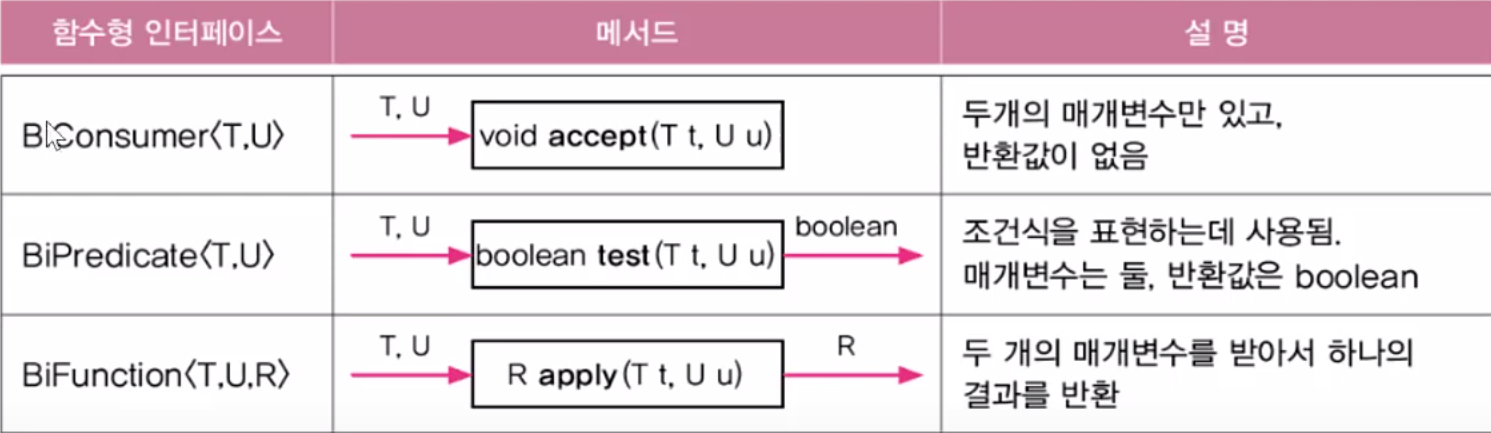 함수형 인터페이스 메서드 설 명
BiConsumer〈T,U〉
T, U
void accept(T t, U u)
두개의 매개변수만 있고,
반환값이 없음
BiPredicate〈T,U〉
T, U
boolean test(T t, U u)
boolean
조건식을 표현하는데 사용됨.
매개변수는 둘, 반환값은 boolean
BiFunction〈T,U,R〉
T, U
R apply(T t, U u)
R
두 개의 매개변수를 받아서 하나의
결과를 반환